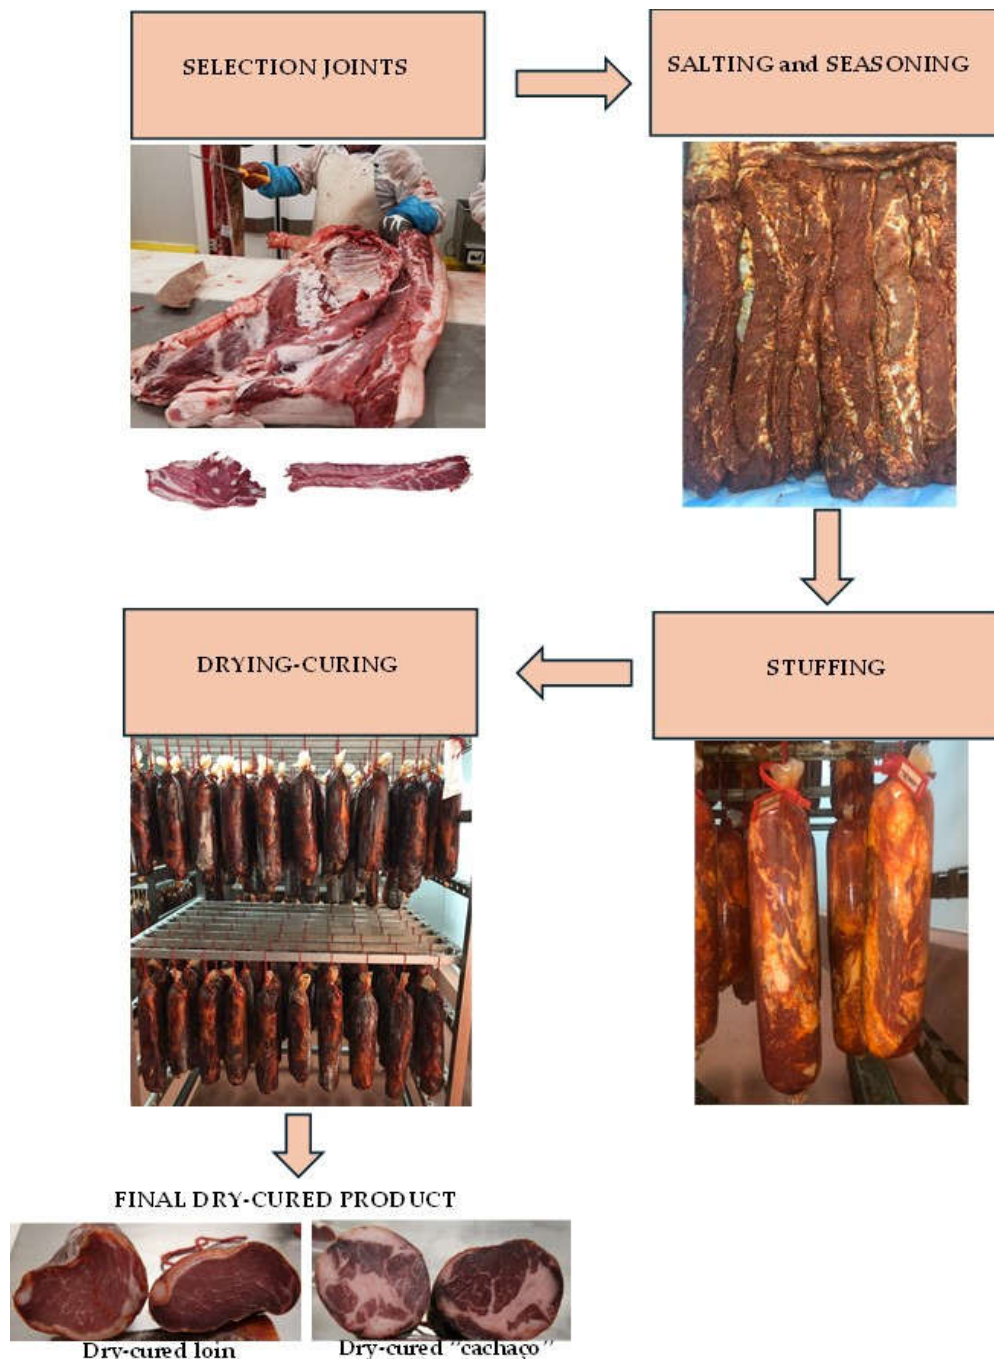 SELECTION JOINTS
SALTING and SEASONING
STUFFING
DRYING-CURING
FINAL DRY-CURED PRODUCT
Dry-cured loin
Dry-cured "cachaço"